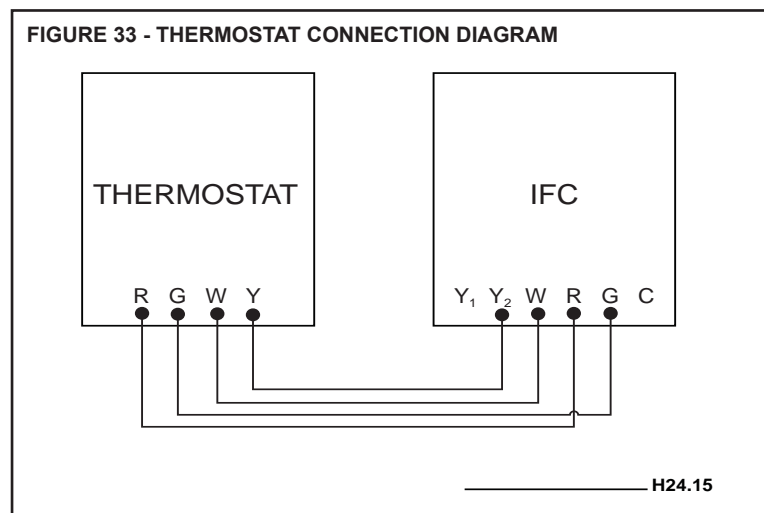 FIGURE 33 - THERMOSTAT CONNECTION DIAGRAM
THERMOSTAT
IFC
R G W Y
Y₁ Y₂ W R G C
H24.15